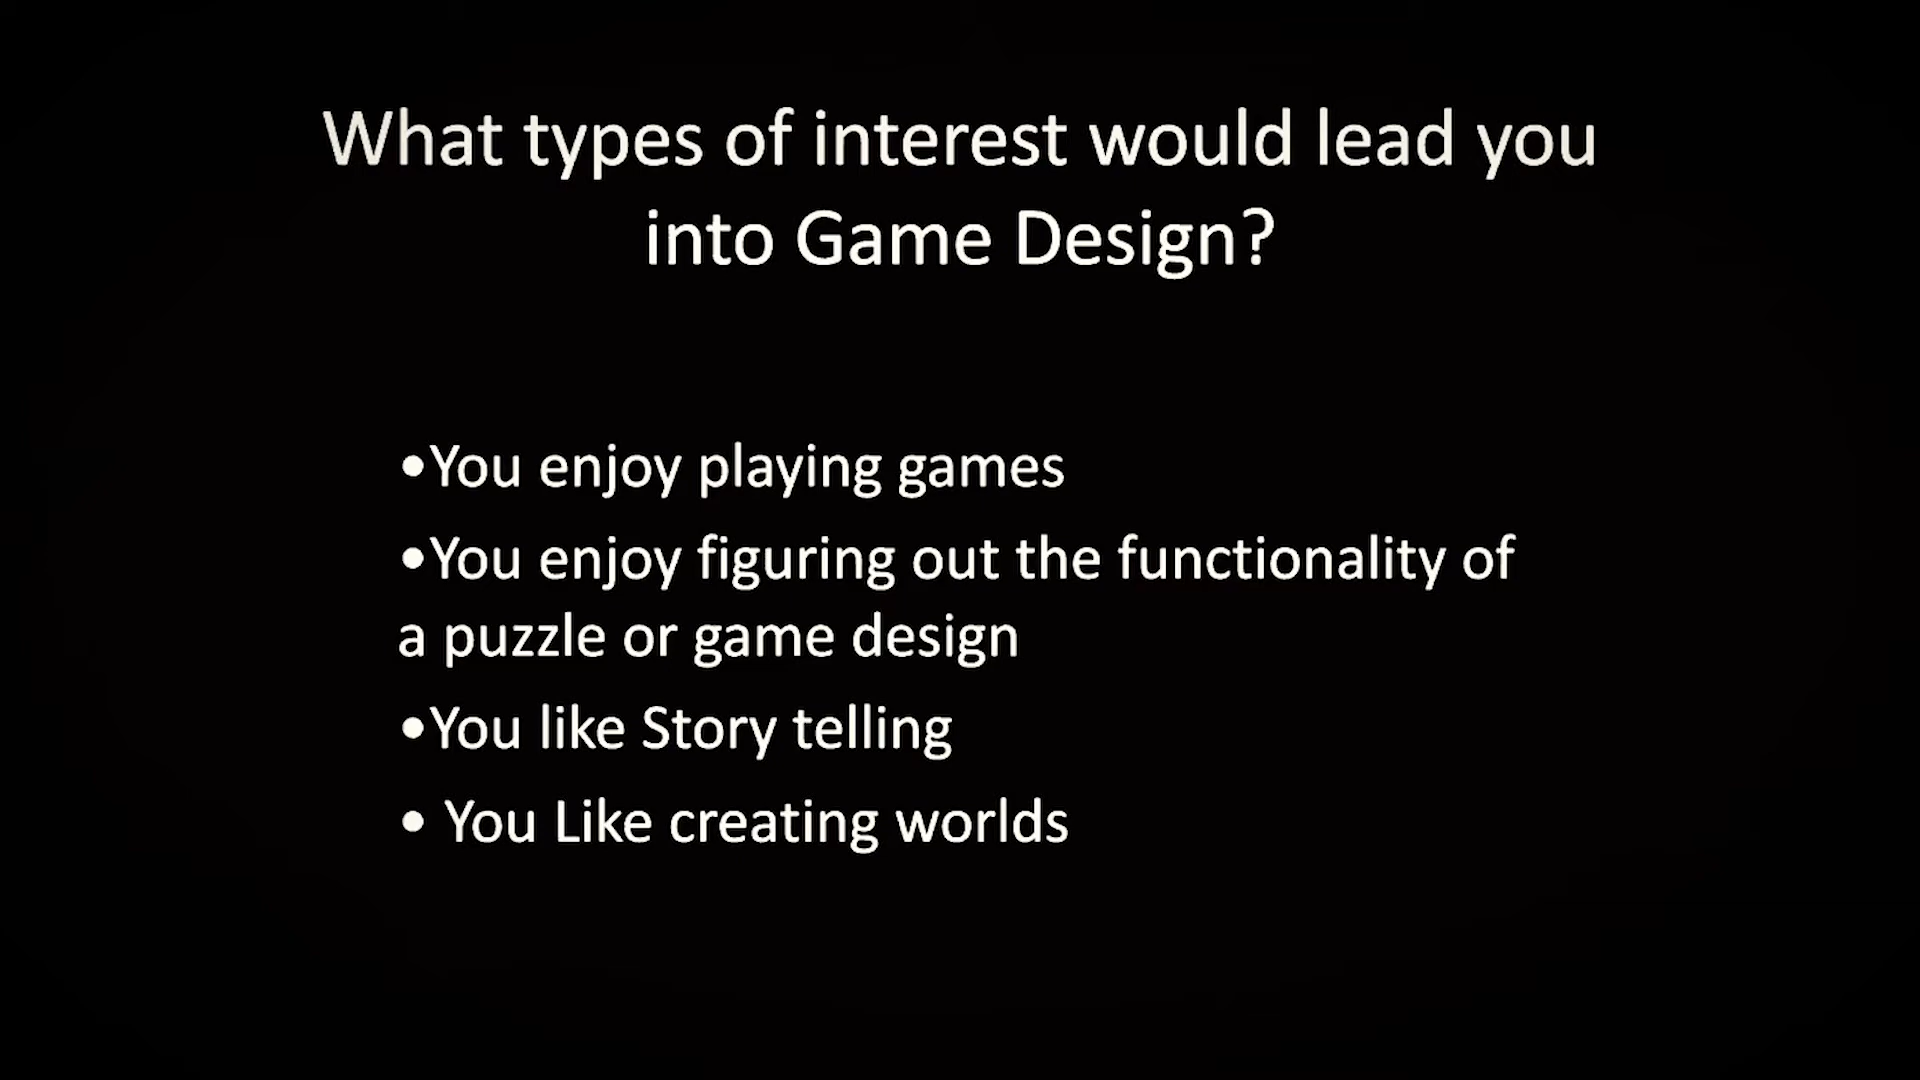 What types of interest would lead you
into Game Design?
•You enjoy playing games
•You enjoy figuring out the functionality of
a puzzle or game design
•You like Story telling
• You Like creating worlds